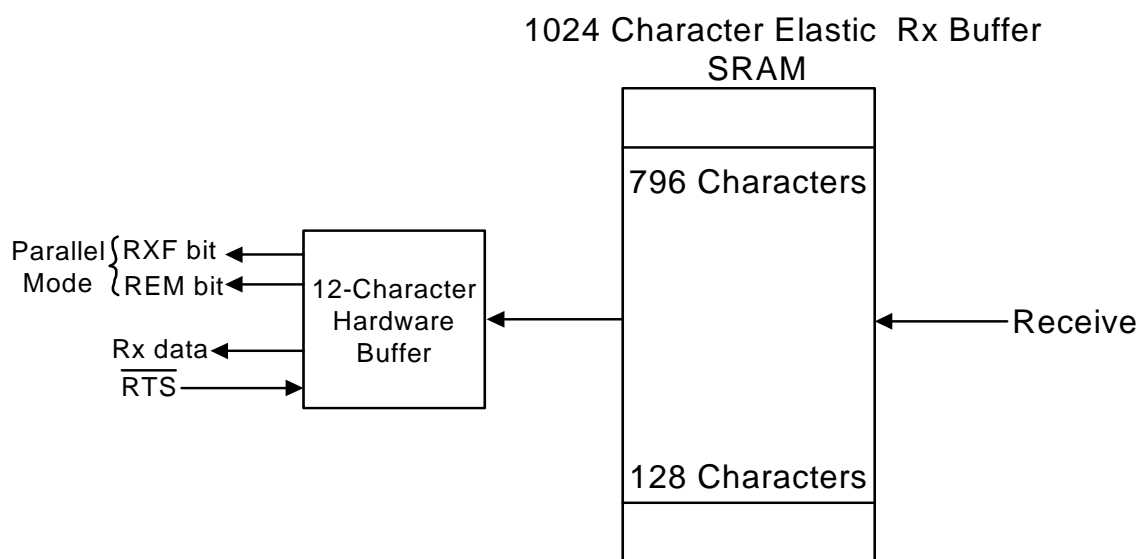 1024 Character Elastic Rx Buffer
SRAM
796 Characters
Parallel
Mode
RXF bit
REM bit
12-Character
Hardware
Buffer
Receive
Rx data
RTS
128 Characters